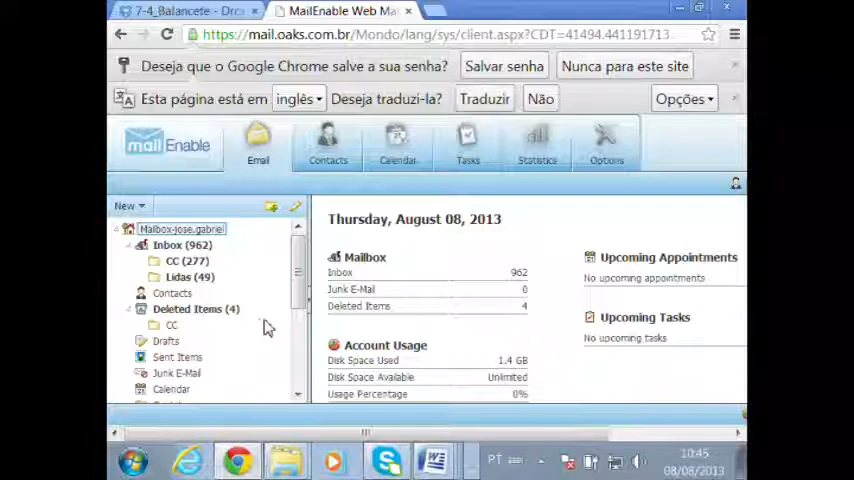 7-4_Balancete - Dro
MailEnable Web Ma
https://mail.oaks.com.br/Mondo/lang/sys/client.aspx?CDT=41494.441191713
Deseja que o Google Chrome salve a sua senha?
Salvar senha
Nunca para este site
Esta página está em
inglês
Deseja traduzi-la?
Traduzir
Não
Opções
mailEnable
Email
Contacts
Calendar
Tasks
Statistics
Options
New
Mailbox-jose.gabriel
Inbox (962)
CC (277)
Lidas (49)
Contacts
Deleted Items (4)
CC
Drafts
Sent Items
Junk E-Mail
Calendar
Thursday, August 08, 2013
Mailbox
Inbox 962
Junk E-Mail 0
Deleted Items 4
Account Usage
Disk Space Used 1.4 GB
Disk Space Available Unlimited
Usage Percentage 0%
Upcoming Appointments
No upcoming appointments
Upcoming Tasks
No upcoming tasks
PT
10:45
08/08/2013